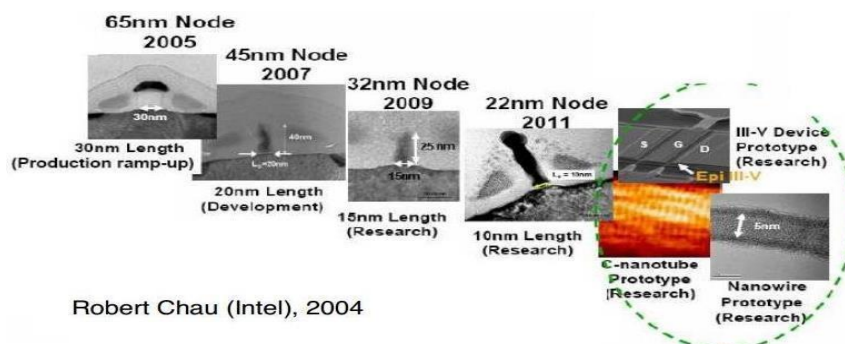 65nm Node
2005
30nm
30nm Length
(Production ramp-up)
45nm Node
2007
40nm
L =20nm
20nm Length
(Development)
32nm Node
2009
25 nm
15nm
15nm Length
(Research)
22nm Node
2011
= 10nm
10nm Length
(Research)
S G D
III-V Device
Prototype
(Research)
Epi III-V
C-nanotube
Prototype
(Research)
5nm
Nanowire
Prototype
(Research)
Robert Chau (Intel), 2004